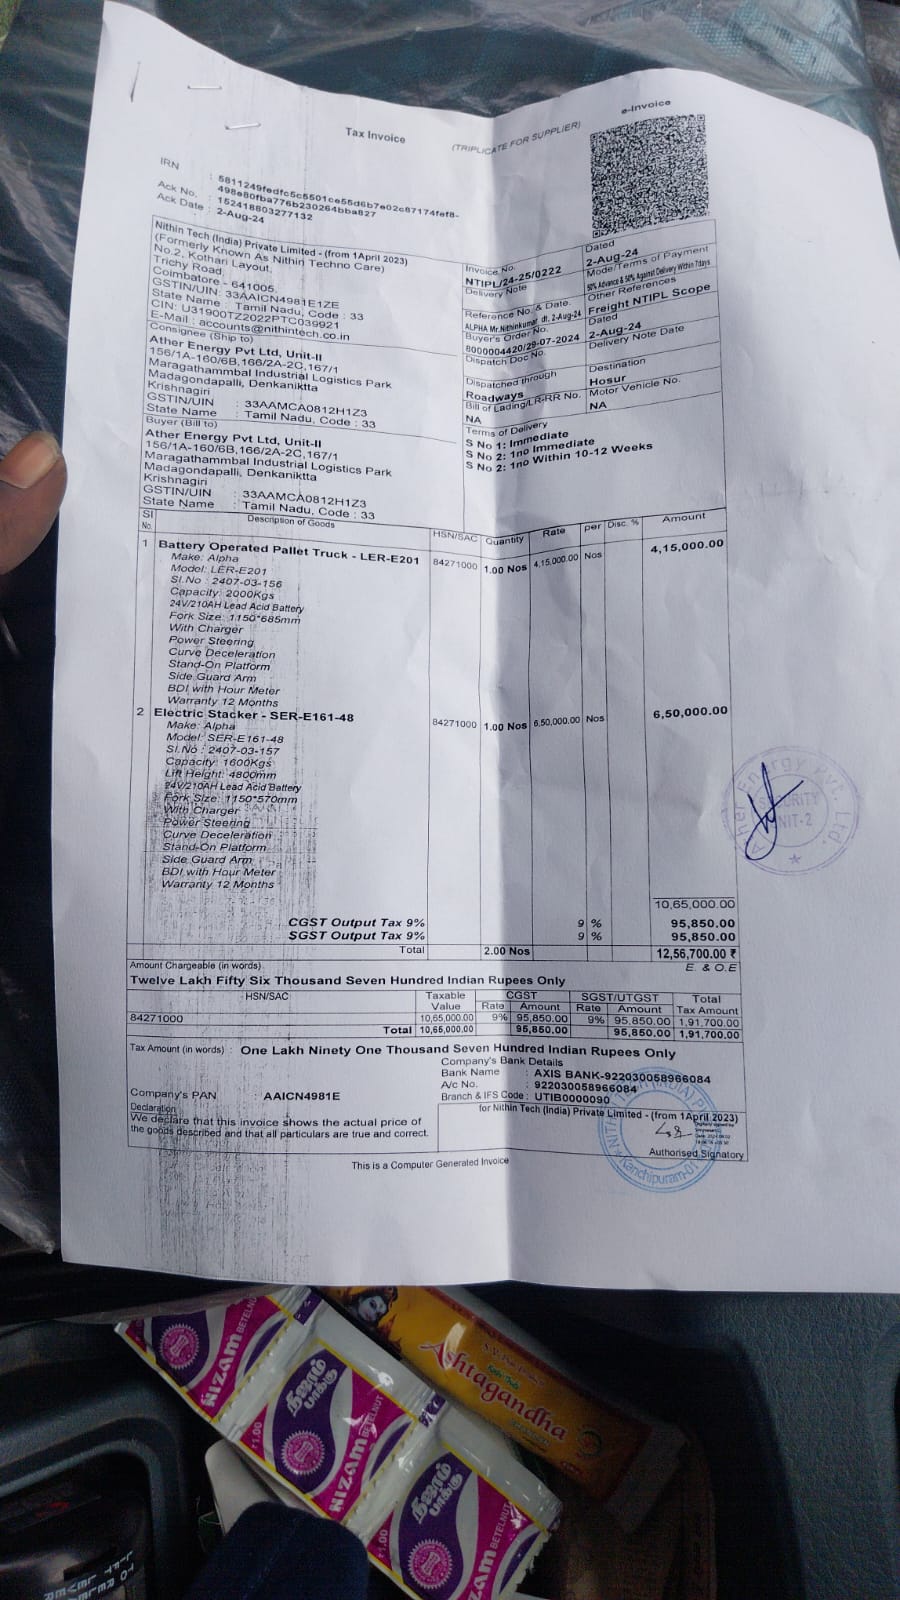 Tax Invoice
(TRIPLICATE FOR SUPPLIER)
e-Invoice
IRN : 5811249fedfc5c5501ce55d6b7e02c87174fef8-
498e80fba776b230264bba827
Ack No. : 152418803277132
Ack Date : 2-Aug-24
Nithin Tech (India) Private Limited - (from 1April 2023)
(Formerly Known As Nithin Techno Care)
No.2, Kothari Layout,
Trichy Road,
Coimbatore - 641005.
GSTIN/UIN: 33AAICN4981E1ZE
State Name : Tamil Nadu, Code : 33
CIN: U31900TZ2022PTC039921
E-Mail : accounts@nithintech.co.in
Consignee (Ship to)
Ather Energy Pvt Ltd, Unit-II
156/1A-160/6B,166/2A-2C,167/1
Maragathammbal Industrial Logistics Park
Madagondapalli, Denkaniktta
Krishnagiri
GSTIN/UIN : 33AAMCA0812H1Z3
State Name : Tamil Nadu, Code : 33
Buyer (Bill to)
Ather Energy Pvt Ltd, Unit-II
156/1A-160/6B,166/2A-2C,167/1
Maragathammbal Industrial Logistics Park
Madagondapalli, Denkaniktta
Krishnagiri
GSTIN/UIN : 33AAMCA0812H1Z3
State Name : Tamil Nadu, Code : 33
Invoice No. Dated
NTIPL/24-25/0222 2-Aug-24
Delivery Note Mode/Terms of Payment
50% Advance & 50% Against Delivery Within 7days
Reference No. & Date. Other References
ALPHA Mr.Nithinkumar dt. 2-Aug-24 Freight NTIPL Scope
Buyer's Order No. Dated
8000004420/29-07-2024 2-Aug-24
Dispatch Doc No. Delivery Note Date
Dispatched through Destination
Roadways Hosur
Bill of Lading/LR-RR No. Motor Vehicle No.
NA NA
Terms of Delivery
S No 1: Immediate
S No 2: 1no Immediate
S No 2: 1no Within 10-12 Weeks
Sl No. Description of Goods HSN/SAC Quantity Rate per Disc. % Amount
1 Battery Operated Pallet Truck - LER-E201 84271000 1.00 Nos 4,15,000.00 Nos 4,15,000.00
Make: Alpha
Model: LER-E201
Sl.No : 2407-03-156
Capacity: 2000Kgs
24V/210AH Lead Acid Battery
Fork Size: 1150*685mm
With Charger
Power Steering
Curve Deceleration
Stand-On Platform
Side Guard Arm
BDI with Hour Meter
Warranty 12 Months
2 Electric Stacker - SER-E161-48 84271000 1.00 Nos 6,50,000.00 Nos 6,50,000.00
Make: Alpha
Model: SER-E161-48
Sl.No : 2407-03-157
Capacity: 1600Kgs
Lift Height: 4800mm
24V/210AH Lead Acid Battery
Fork Size: 1150*570mm
With Charger
Power Steering
Curve Deceleration
Stand-On Platform
Side Guard Arm
BDI with Hour Meter
Warranty 12 Months
Ather Energy Pvt. Ltd.
SECURITY
UNIT-2
10,65,000.00
CGST Output Tax 9% 9 % 95,850.00
SGST Output Tax 9% 9 % 95,850.00
Total 2.00 Nos 12,56,700.00 ₹
Amount Chargeable (in words) E. & O.E
Twelve Lakh Fifty Six Thousand Seven Hundred Indian Rupees Only
HSN/SAC Taxable Value CGST SGST/UTGST Total Tax Amount
Rate Amount Rate Amount
84271000 10,65,000.00 9% 95,850.00 9% 95,850.00 1,91,700.00
Total 10,65,000.00 95,850.00 95,850.00 1,91,700.00
Tax Amount (in words) : One Lakh Ninety One Thousand Seven Hundred Indian Rupees Only
Company's Bank Details
Bank Name : AXIS BANK-922030058966084
A/c No. : 922030058966084
Branch & IFS Code : UTIB0000090
Company's PAN : AAICN4981E
Declaration
We declare that this invoice shows the actual price of
the goods described and that all particulars are true and correct.
for Nithin Tech (India) Private Limited - (from 1April 2023)
Authorised Signatory
This is a Computer Generated Invoice
NIZAM BETELNUT
நிஜாம் பாக்கு
₹1.00
NIZAM BETELNUT
Ashtagandha
நிஜாம் பாக்கு
₹1.00
NIZAM BETELNUT